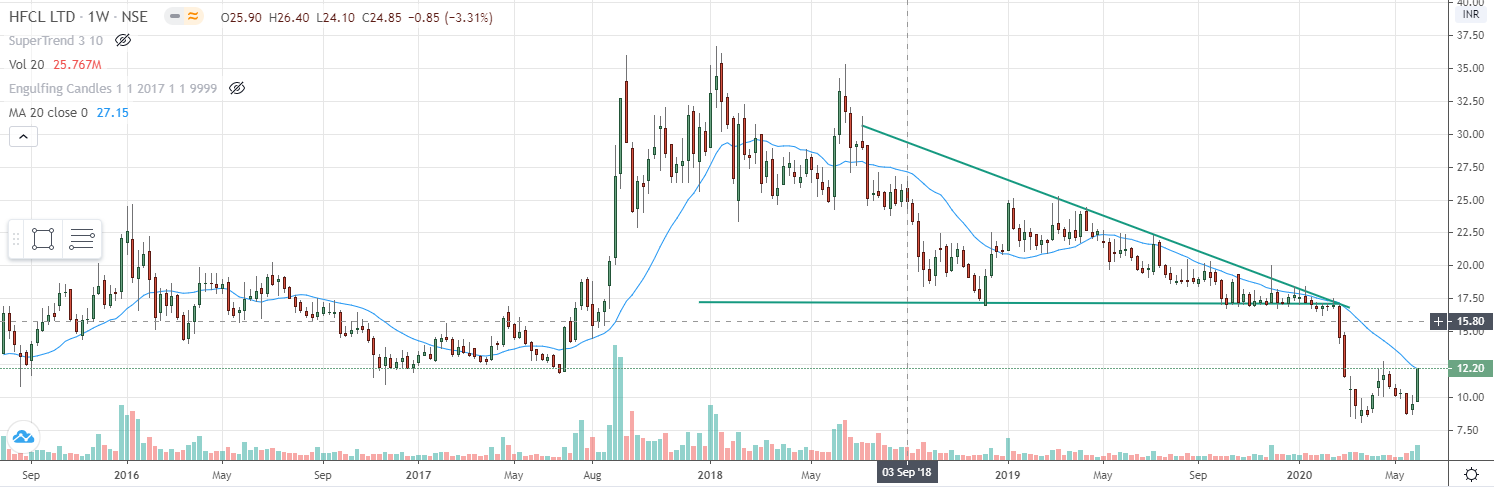 HFCL LTD · 1W · NSE O25.90 H26.40 L24.10 C24.85 −0.85 (−3.31%)
SuperTrend 3 10
Vol 20 25.767M
Engulfing Candles 1 1 2017 1 1 9999
MA 20 close 0 27.15
40.00
INR
37.50
35.00
32.50
30.00
27.50
25.00
22.50
20.00
17.50
15.80
15.00
12.20
10.00
7.50
Sep 2016 May Sep 2017 May Aug 2018 May 03 Sep '18 2019 May Sep 2020 May